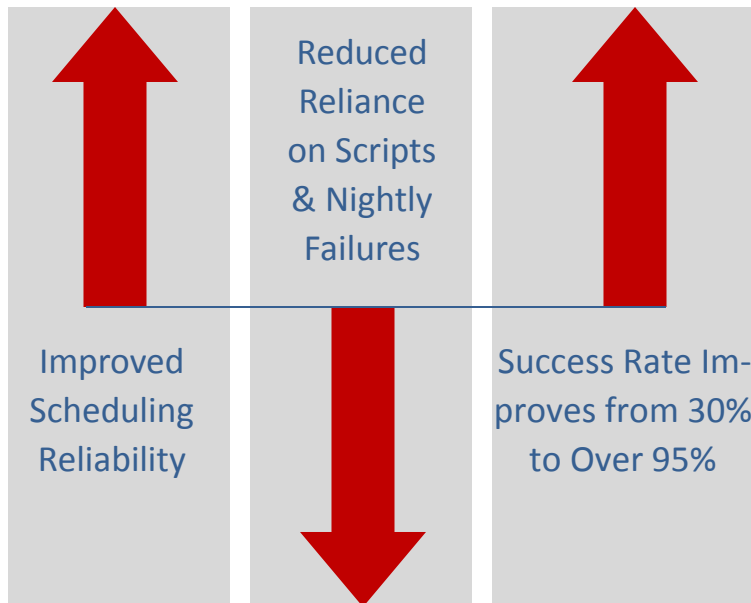 Improved
Scheduling
Reliability
Reduced
Reliance
on Scripts
& Nightly
Failures
Success Rate Im-
proves from 30%
to Over 95%